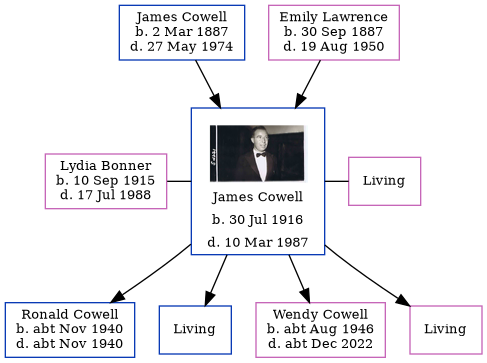 James Cowell
b. 2 Mar 1887
d. 27 May 1974
Emily Lawrence
b. 30 Sep 1887
d. 19 Aug 1950
Lydia Bonner
b. 10 Sep 1915
d. 17 Jul 1988
James Cowell
b. 30 Jul 1916
d. 10 Mar 1987
Living
Ronald Cowell
b. abt Nov 1940
d. abt Nov 1940
Living
Wendy Cowell
b. abt Aug 1946
d. abt Dec 2022
Living